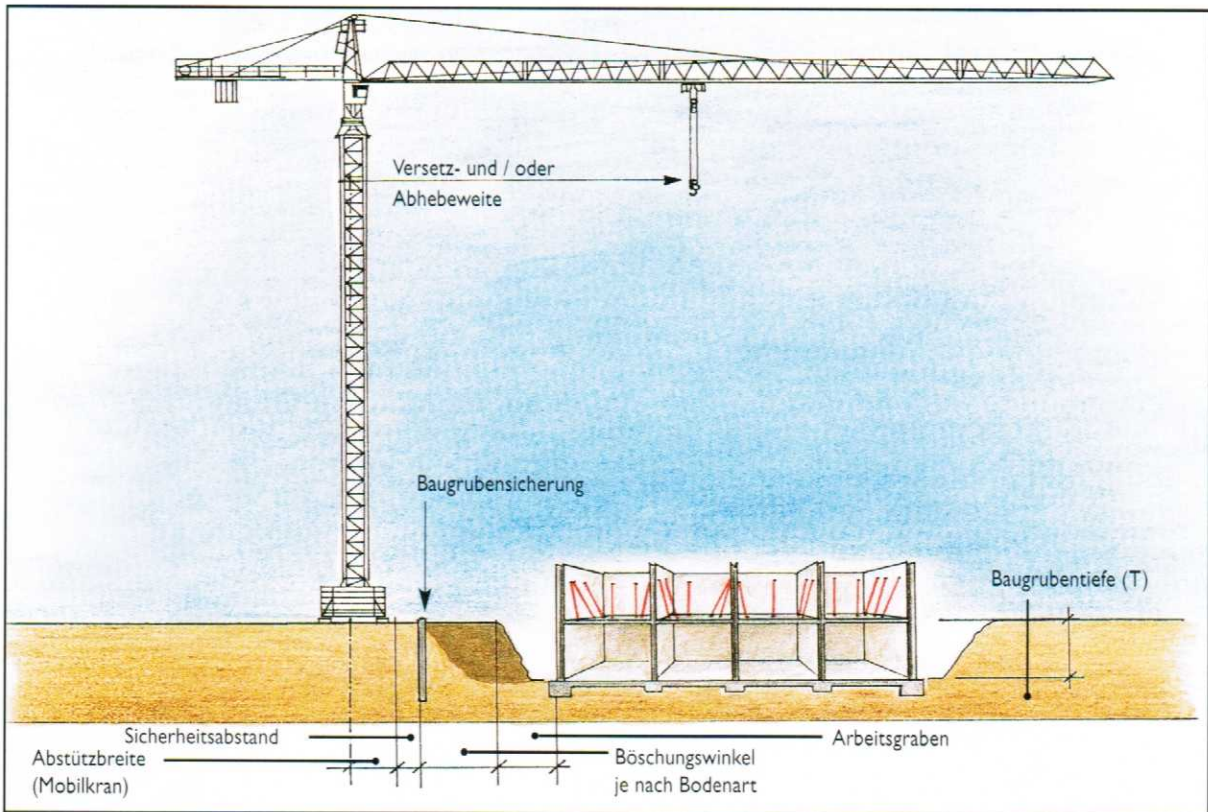 Versetz- und / oder
Abhebeweite
Baugrubensicherung
Baugrubentiefe (T)
Sicherheitsabstand
Arbeitsgraben
Abstützbreite
(Mobilkran)
Böschungswinkel
je nach Bodenart